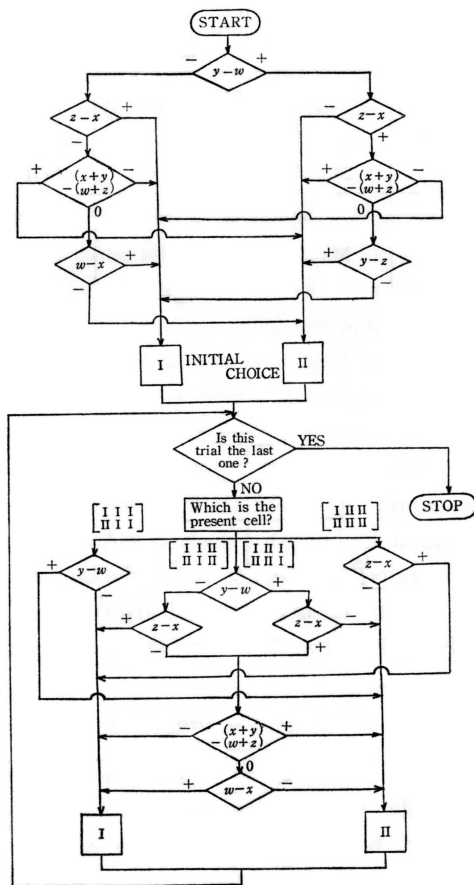 START
− y−w +
z−x + − z−x
− +
+ (x+y) − + (x+y) −
−(w+z) −(w+z)
0 0
w−x + + y−z
− −
I INITIAL II
CHOICE
Is this
trial the last
one ?
YES
NO
STOP
Which is the
present cell?
[I I I] [I I II] [I II I] [I II II]
[II I I] [II I II] [II II I] [II II II]
+ y−w − y−w + z−x +
− −
+ z−x z−x −
− +
− (x+y) +
−(w+z)
0
+ w−x −
I II